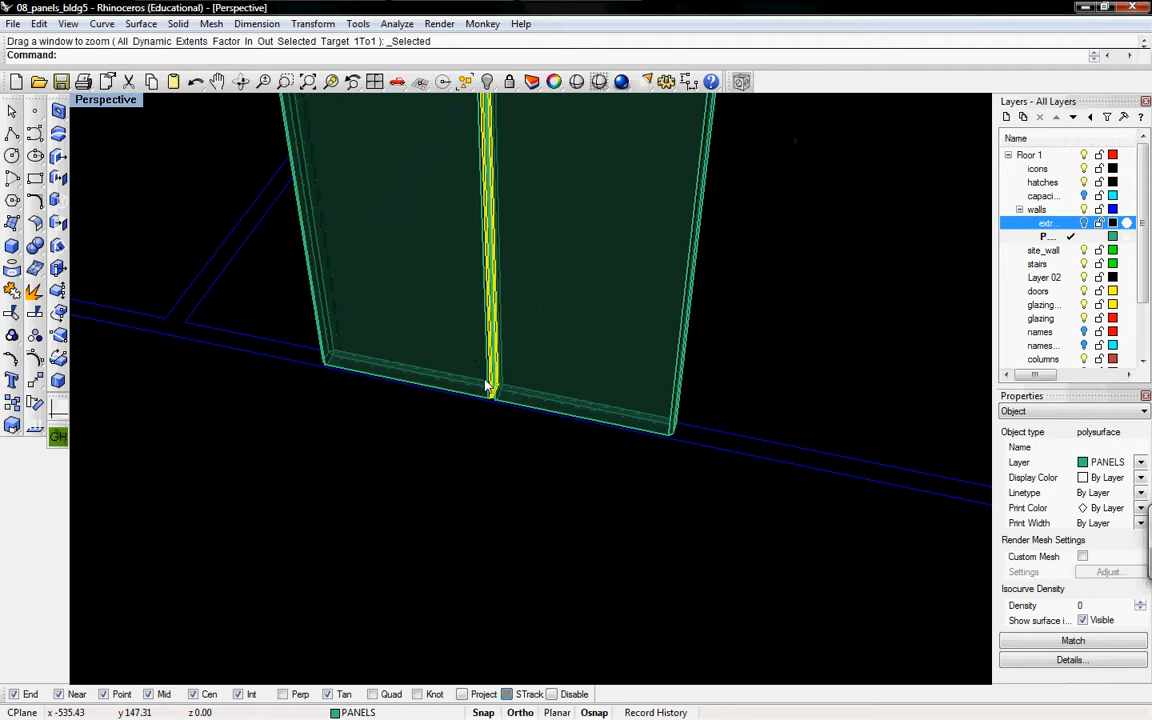 08_panels_bldg5 - Rhinoceros (Educational) - [Perspective]
File Edit View Curve Surface Solid Mesh Dimension Transform Tools Analyze Render Monkey Help
Drag a window to zoom ( All Dynamic Extents Factor In Out Selected Target 1To1 ): _Selected
Command:
Perspective
Layers - All Layers
Name
Floor 1
icons
hatches
capaci...
walls
extr...
P...
site_wall
stairs
Layer 02
doors
glazing...
glazing
names
names...
columns
Properties
Object
Object type polysurface
Name
Layer PANELS
Display Color By Layer
Linetype By Layer
Print Color By Layer
Print Width By Layer
Render Mesh Settings
Custom Mesh
Settings Adjust...
Isocurve Density
Density 0
Show surface i... Visible
Match
Details...
GH
End Near Point Mid Cen Int Perp Tan Quad Knot Project STrack Disable
CPlane x -535.43 y 147.31 z 0.00 PANELS Snap Ortho Planar Osnap Record History